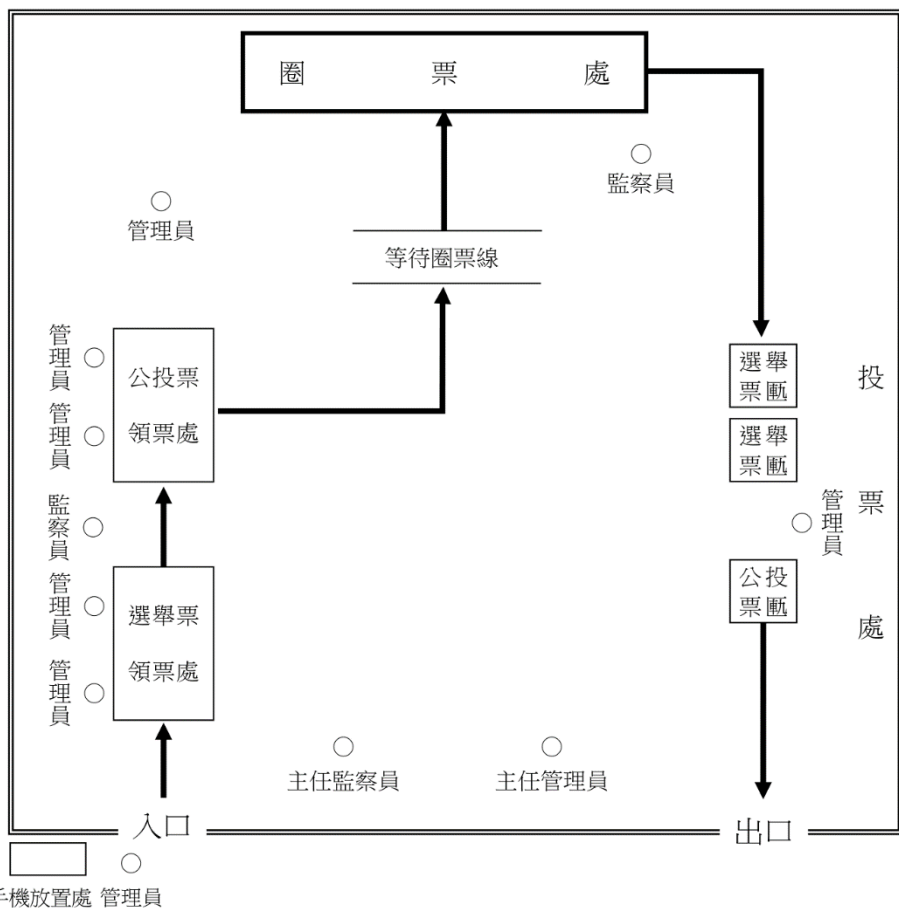 圈票處
監察員
管理員
等待圈票線
管理員
公投票
領票處
管理員
監察員
管理員
選舉票
領票處
管理員
選舉
票匭
選舉
票匭
投票處
管理員
公投
票匭
主任監察員
主任管理員
入口
出口
手機放置處
管理員